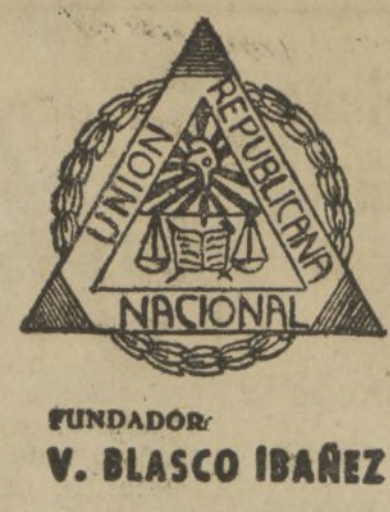 UNION
REPUBLICANA
NACIONAL
FUNDADOR:
V. BLASCO IBAÑEZ